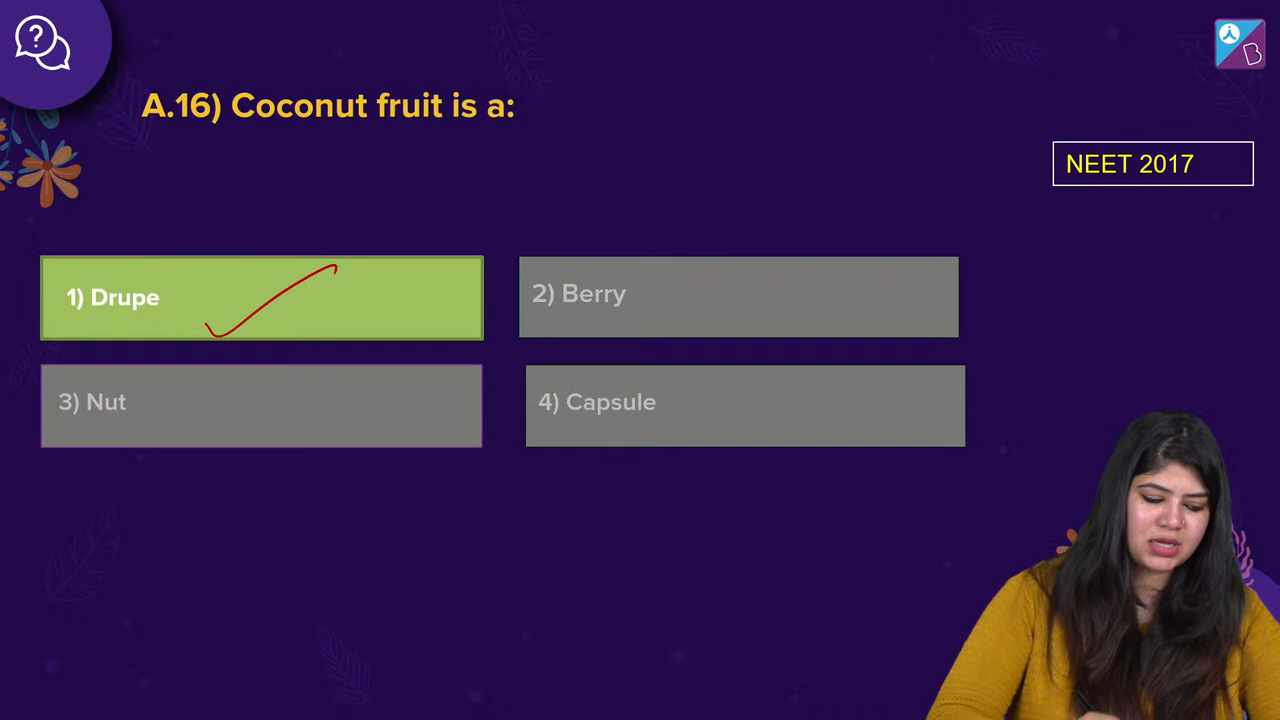 A.16) Coconut fruit is a:
NEET 2017
1) Drupe
2) Berry
3) Nut
4) Capsule